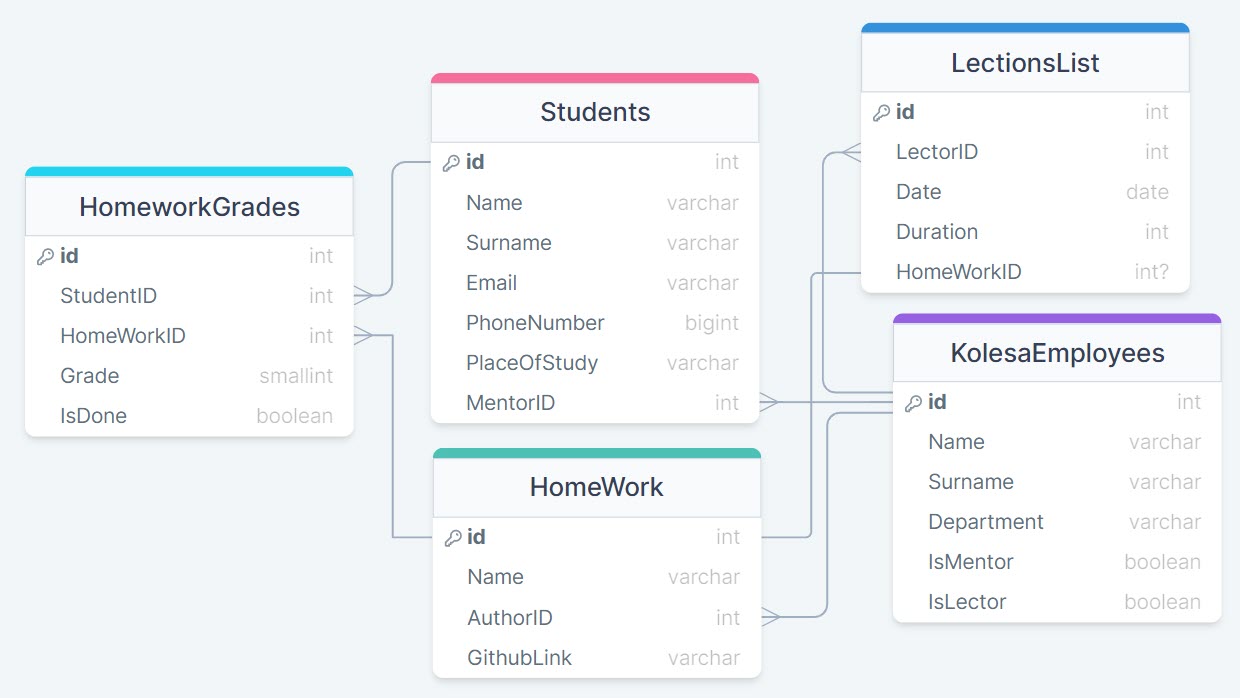 HomeworkGrades
id int
StudentID int
HomeWorkID int
Grade smallint
IsDone boolean
Students
id int
Name varchar
Surname varchar
Email varchar
PhoneNumber bigint
PlaceOfStudy varchar
MentorID int
HomeWork
id int
Name varchar
AuthorID int
GithubLink varchar
LectionsList
id int
LectorID int
Date date
Duration int
HomeWorkID int?
KolesaEmployees
id int
Name varchar
Surname varchar
Department varchar
IsMentor boolean
IsLector boolean